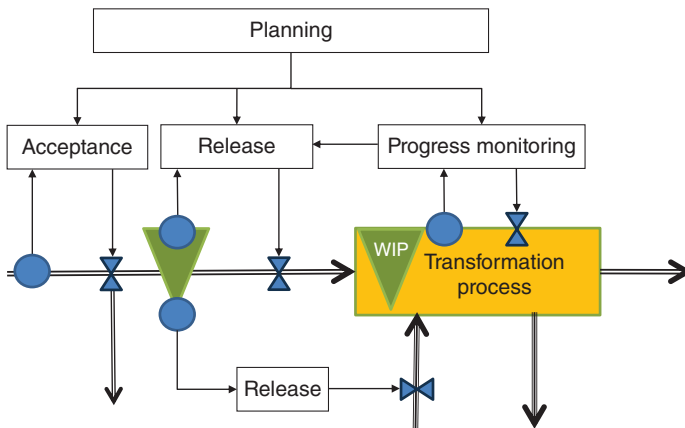 Planning
Acceptance
Release
Progress monitoring
WIP
Transformation
process
Release